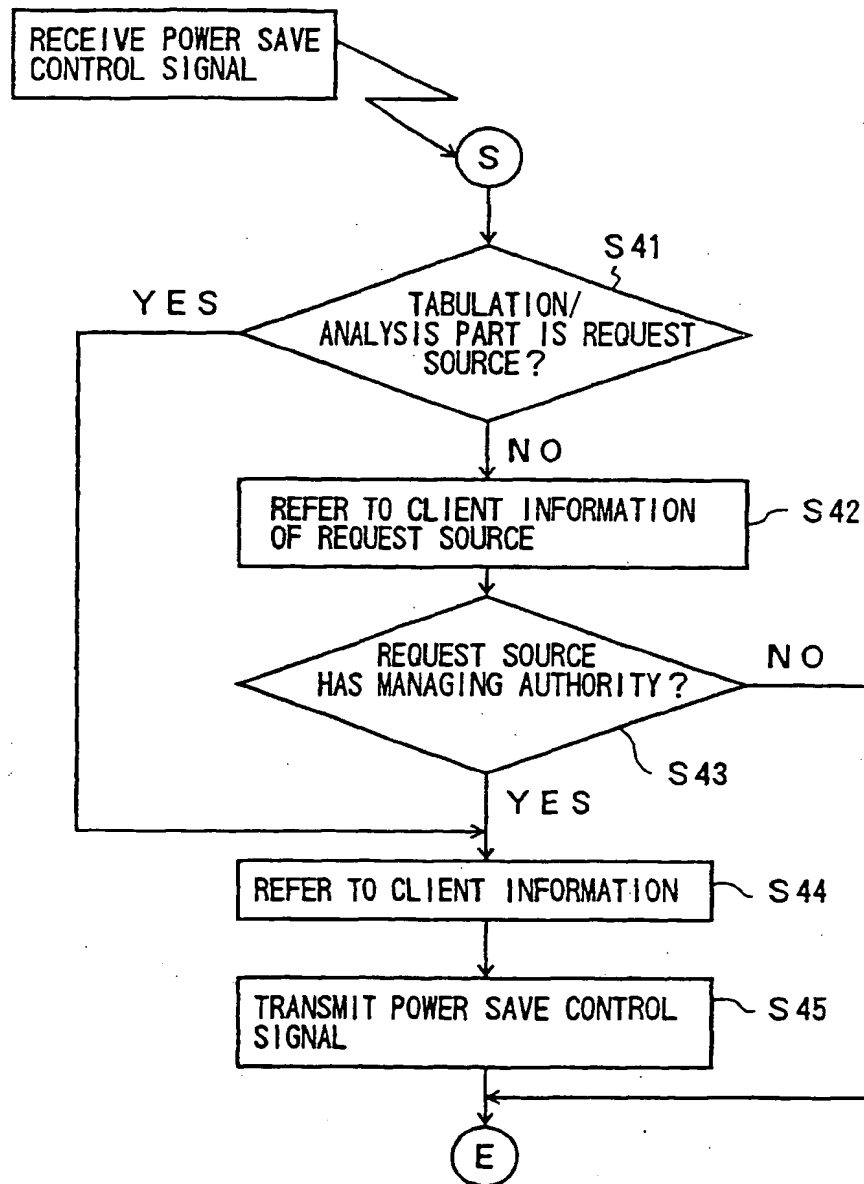 RECEIVE POWER SAVE
CONTROL SIGNAL
S
S41
YES
TABULATION/
ANALYSIS PART IS REQUEST
SOURCE?
NO
REFER TO CLIENT INFORMATION
OF REQUEST SOURCE
S42
REQUEST SOURCE
HAS MANAGING AUTHORITY?
NO
S43
YES
REFER TO CLIENT INFORMATION
S44
TRANSMIT POWER SAVE CONTROL
SIGNAL
S45
E